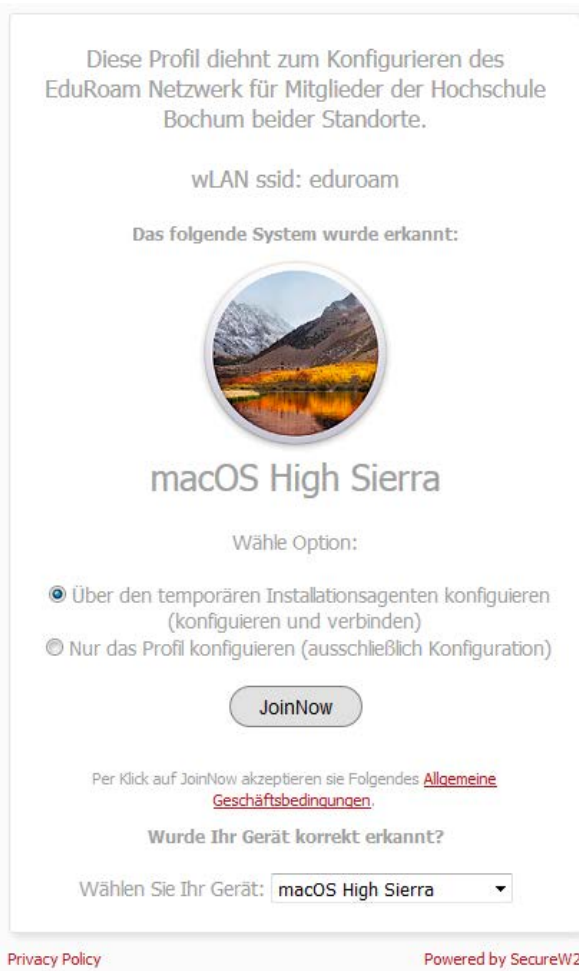 Diese Profil diehnt zum Konfigurieren des
EduRoam Netzwerk für Mitglieder der Hochschule
Bochum beider Standorte.
wLAN ssid: eduroam
Das folgende System wurde erkannt:
macOS High Sierra
Wähle Option:
Über den temporären Installationsagenten konfiguieren
(konfiguieren und verbinden)
Nur das Profil konfiguieren (ausschließlich Konfiguration)
JoinNow
Per Klick auf JoinNow akzeptieren sie Folgendes Allgemeine
Geschäftsbedingungen.
Wurde Ihr Gerät korrekt erkannt?
Wählen Sie Ihr Gerät: macOS High Sierra
Privacy Policy Powered by SecureW2